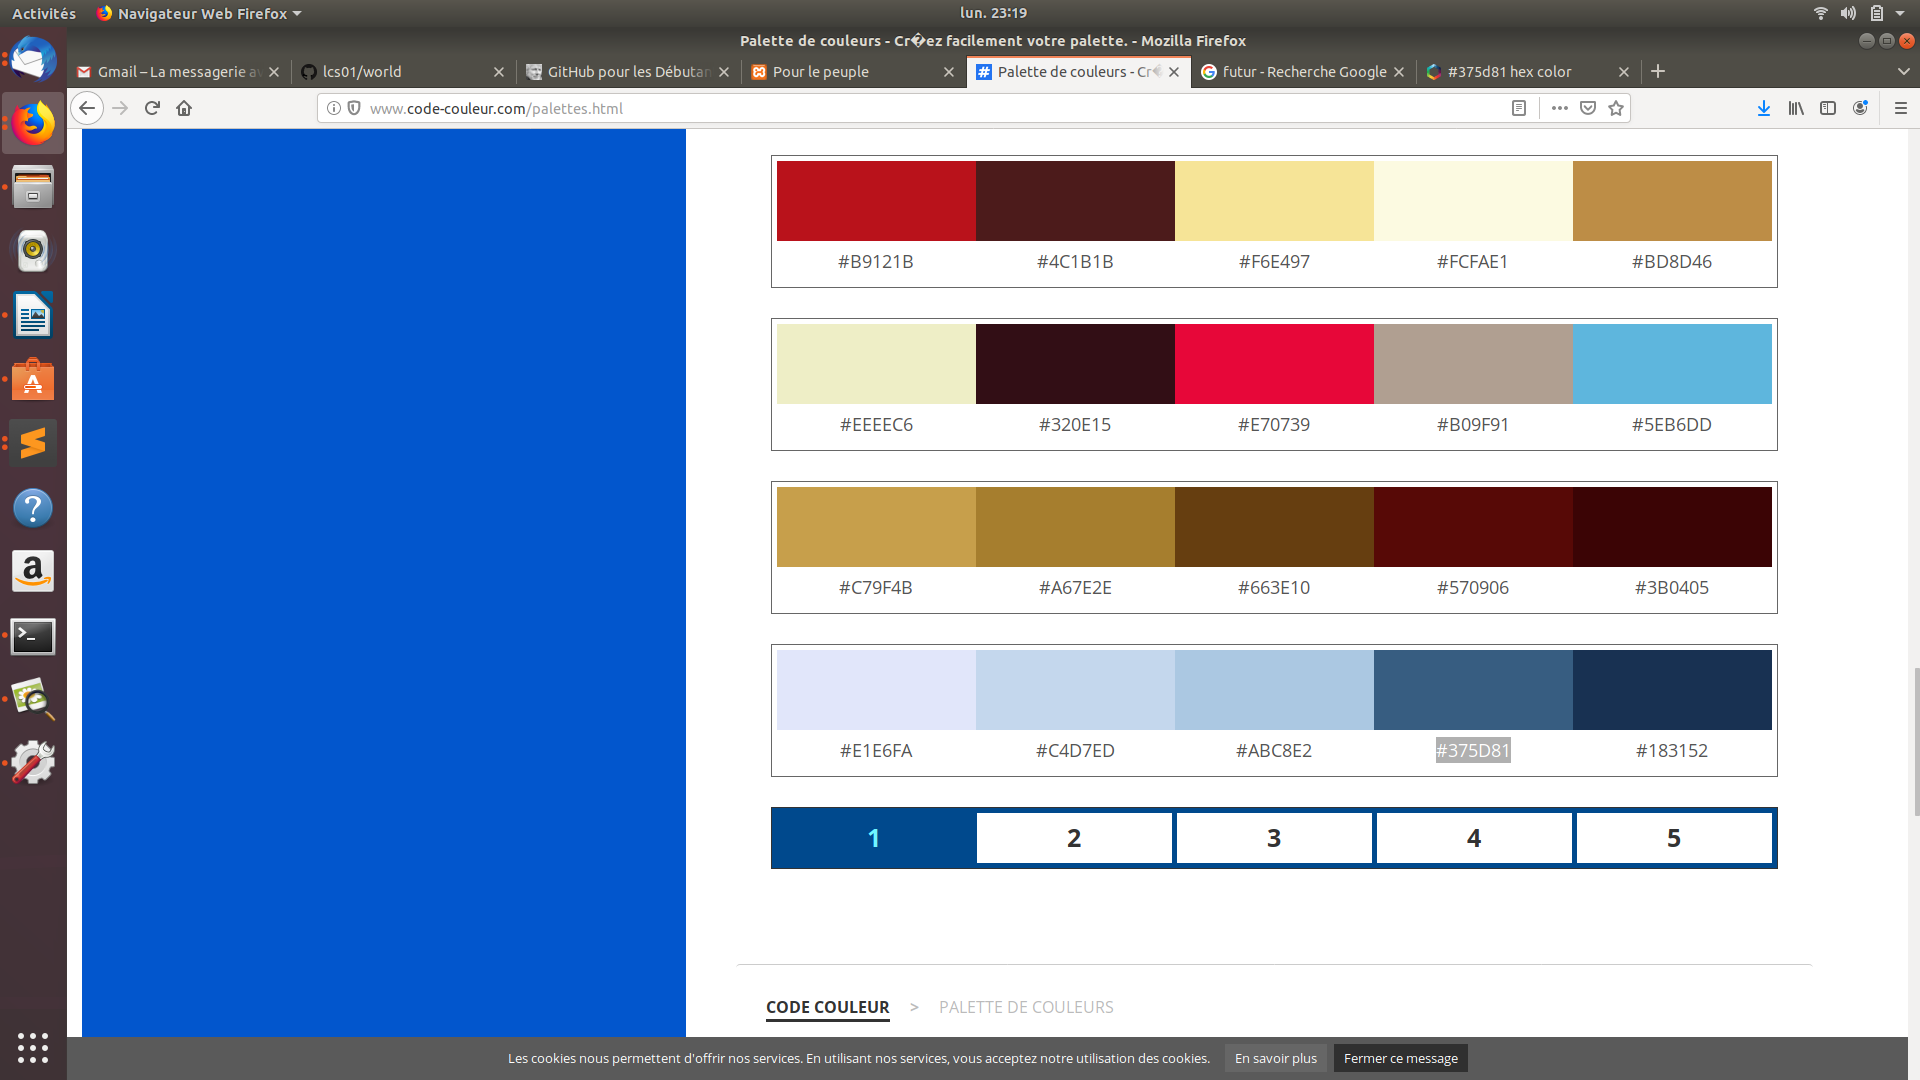 Activités
Navigateur Web Firefox
lun. 23:19
Palette de couleurs - Cr�ez facilement votre palette. - Mozilla Firefox
Gmail – La messagerie av
lcs01/world
GitHub pour les Débutan
Pour le peuple
Palette de couleurs - Cr�
futur - Recherche Google
#375d81 hex color
www.code-couleur.com/palettes.html
#B9121B #4C1B1B #F6E497 #FCFAE1 #BD8D46
#EEEEC6 #320E15 #E70739 #B09F91 #5EB6DD
#C79F4B #A67E2E #663E10 #570906 #3B0405
#E1E6FA #C4D7ED #ABC8E2 #375D81 #183152
1 2 3 4 5
CODE COULEUR > PALETTE DE COULEURS
Les cookies nous permettent d'offrir nos services. En utilisant nos services, vous acceptez notre utilisation des cookies. En savoir plus Fermer ce message